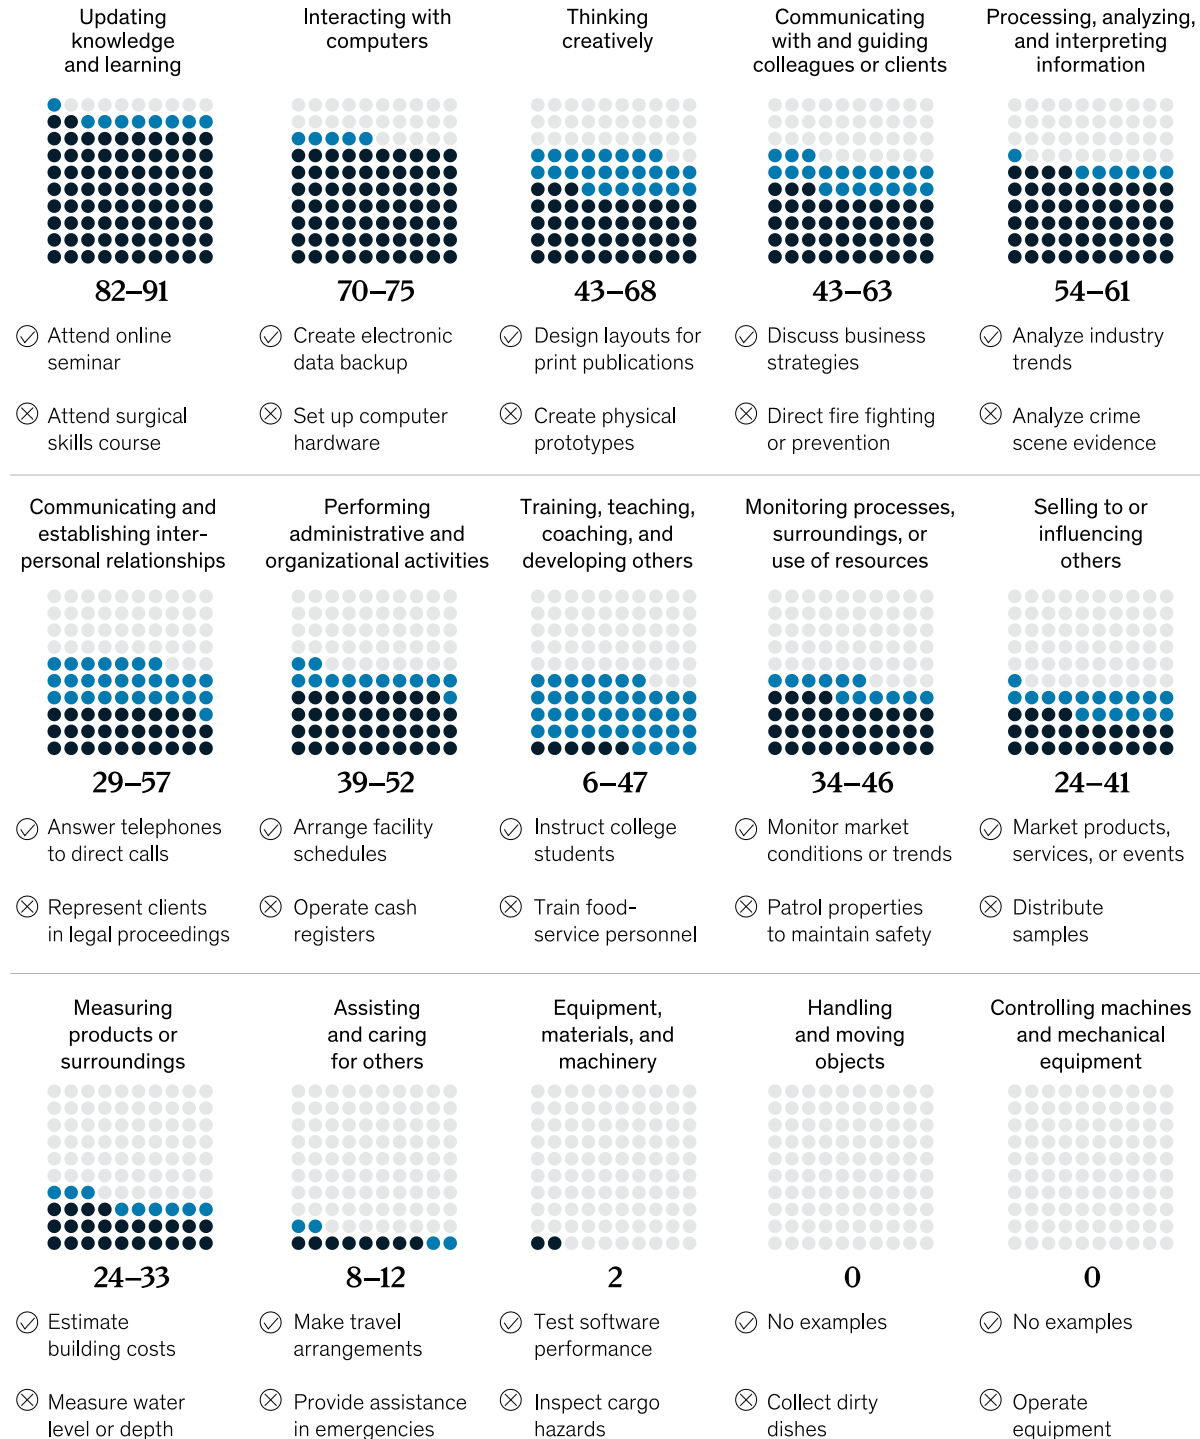 Updating
knowledge
and learning
Interacting with
computers
Thinking
creatively
Communicating
with and guiding
colleagues or clients
Processing, analyzing,
and interpreting
information
82–91
70–75
43–68
43–63
54–61
Attend online
seminar
Create electronic
data backup
Design layouts for
print publications
Discuss business
strategies
Analyze industry
trends
Attend surgical
skills course
Set up computer
hardware
Create physical
prototypes
Direct fire fighting
or prevention
Analyze crime
scene evidence
Communicating and
establishing inter-
personal relationships
Performing
administrative and
organizational activities
Training, teaching,
coaching, and
developing others
Monitoring processes,
surroundings, or
use of resources
Selling to or
influencing
others
29–57
39–52
6–47
34–46
24–41
Answer telephones
to direct calls
Arrange facility
schedules
Instruct college
students
Monitor market
conditions or trends
Market products,
services, or events
Represent clients
in legal proceedings
Operate cash
registers
Train food-
service personnel
Patrol properties
to maintain safety
Distribute
samples
Measuring
products or
surroundings
Assisting
and caring
for others
Equipment,
materials, and
machinery
Handling
and moving
objects
Controlling machines
and mechanical
equipment
24–33
8–12
2
0
0
Estimate
building costs
Make travel
arrangements
Test software
performance
No examples
No examples
Measure water
level or depth
Provide assistance
in emergencies
Inspect cargo
hazards
Collect dirty
dishes
Operate
equipment